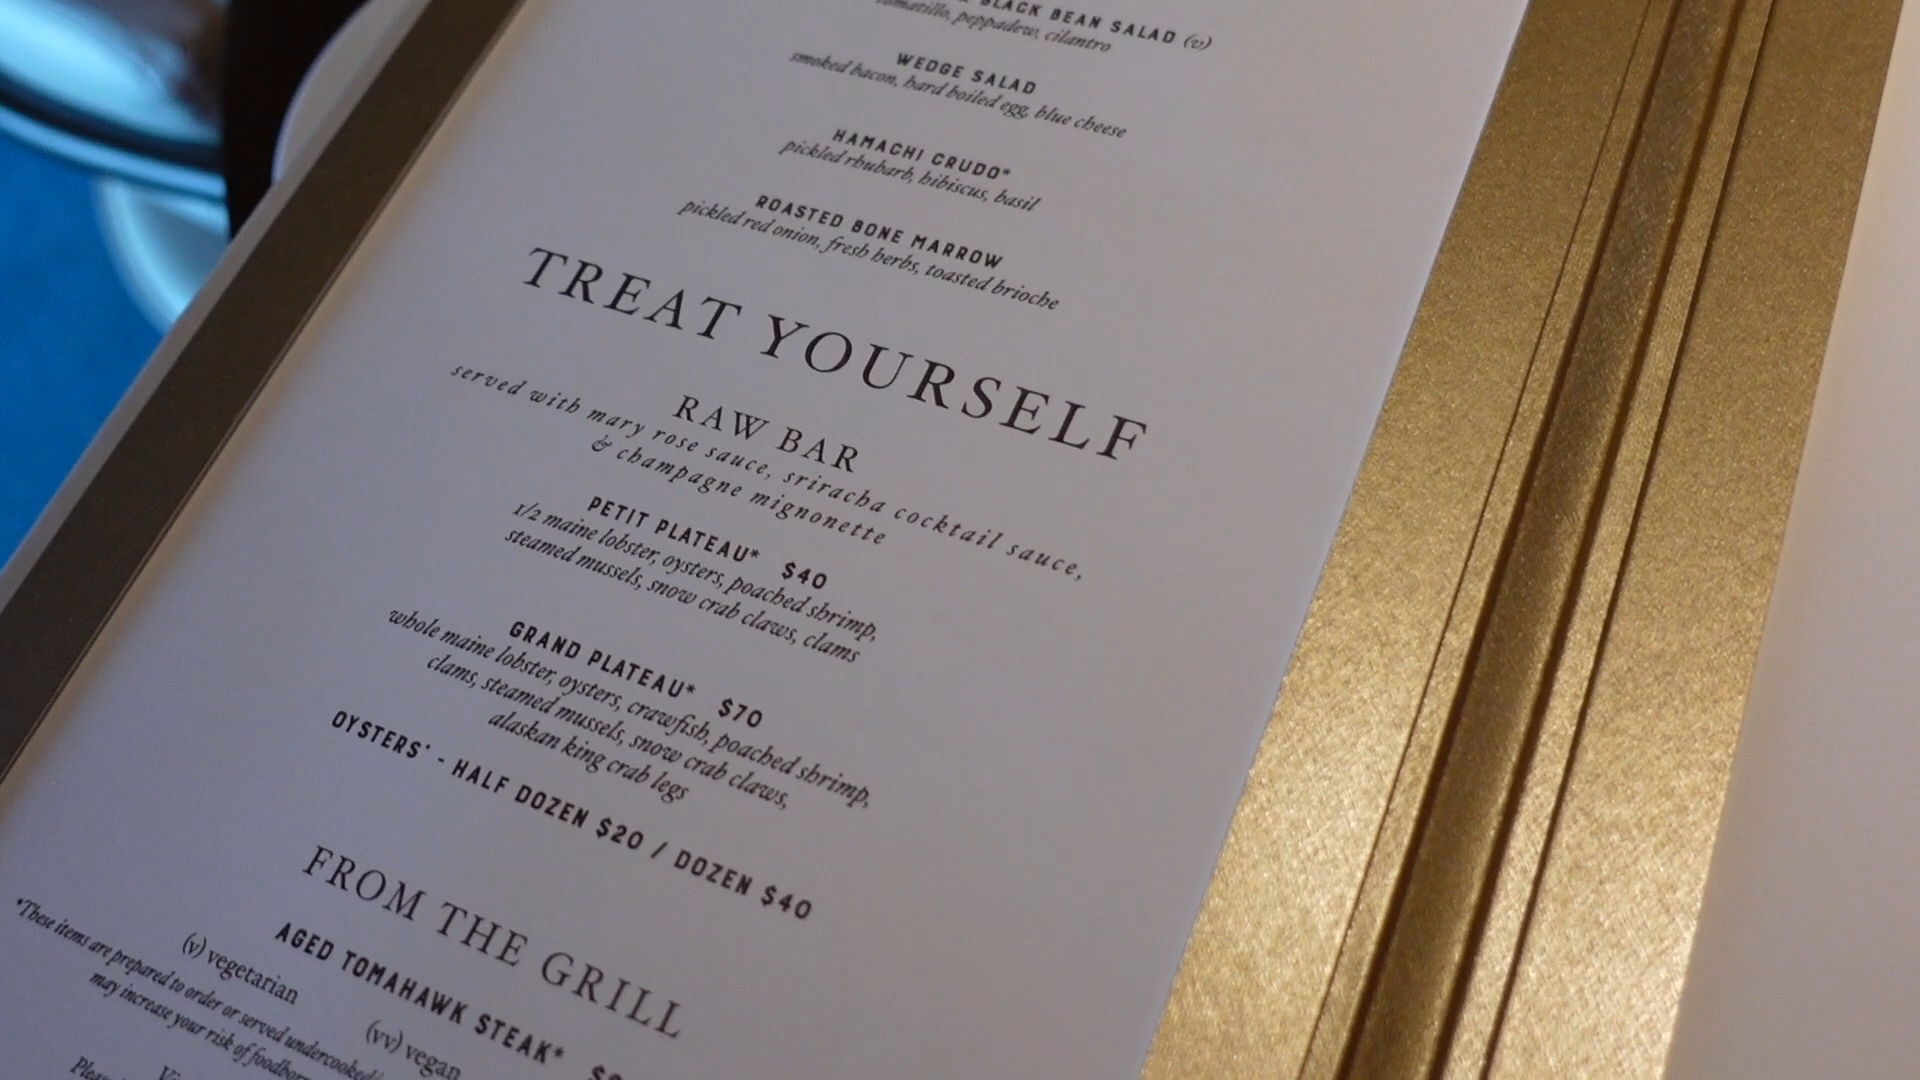 BLACK BEAN SALAD (v)
tomatillo, peppadew, cilantro
WEDGE SALAD
smoked bacon, hard boiled egg, blue cheese
HAMACHI CRUDO*
pickled rhubarb, hibiscus, basil
ROASTED BONE MARROW
pickled red onion, fresh herbs, toasted brioche
TREAT YOURSELF
RAW BAR
served with mary rose sauce, sriracha cocktail sauce,
& champagne mignonette
PETIT PLATEAU* $40
1/2 maine lobster, oysters, poached shrimp,
steamed mussels, snow crab claws, clams
GRAND PLATEAU* $70
whole maine lobster, oysters, crawfish, poached shrimp,
clams, steamed mussels, snow crab claws,
alaskan king crab legs
OYSTERS* - HALF DOZEN $20 / DOZEN $40
FROM THE GRILL
AGED TOMAHAWK STEAK*
(v) vegetarian (vv) vegan
*These items are prepared to order or served undercooked
may increase your risk of